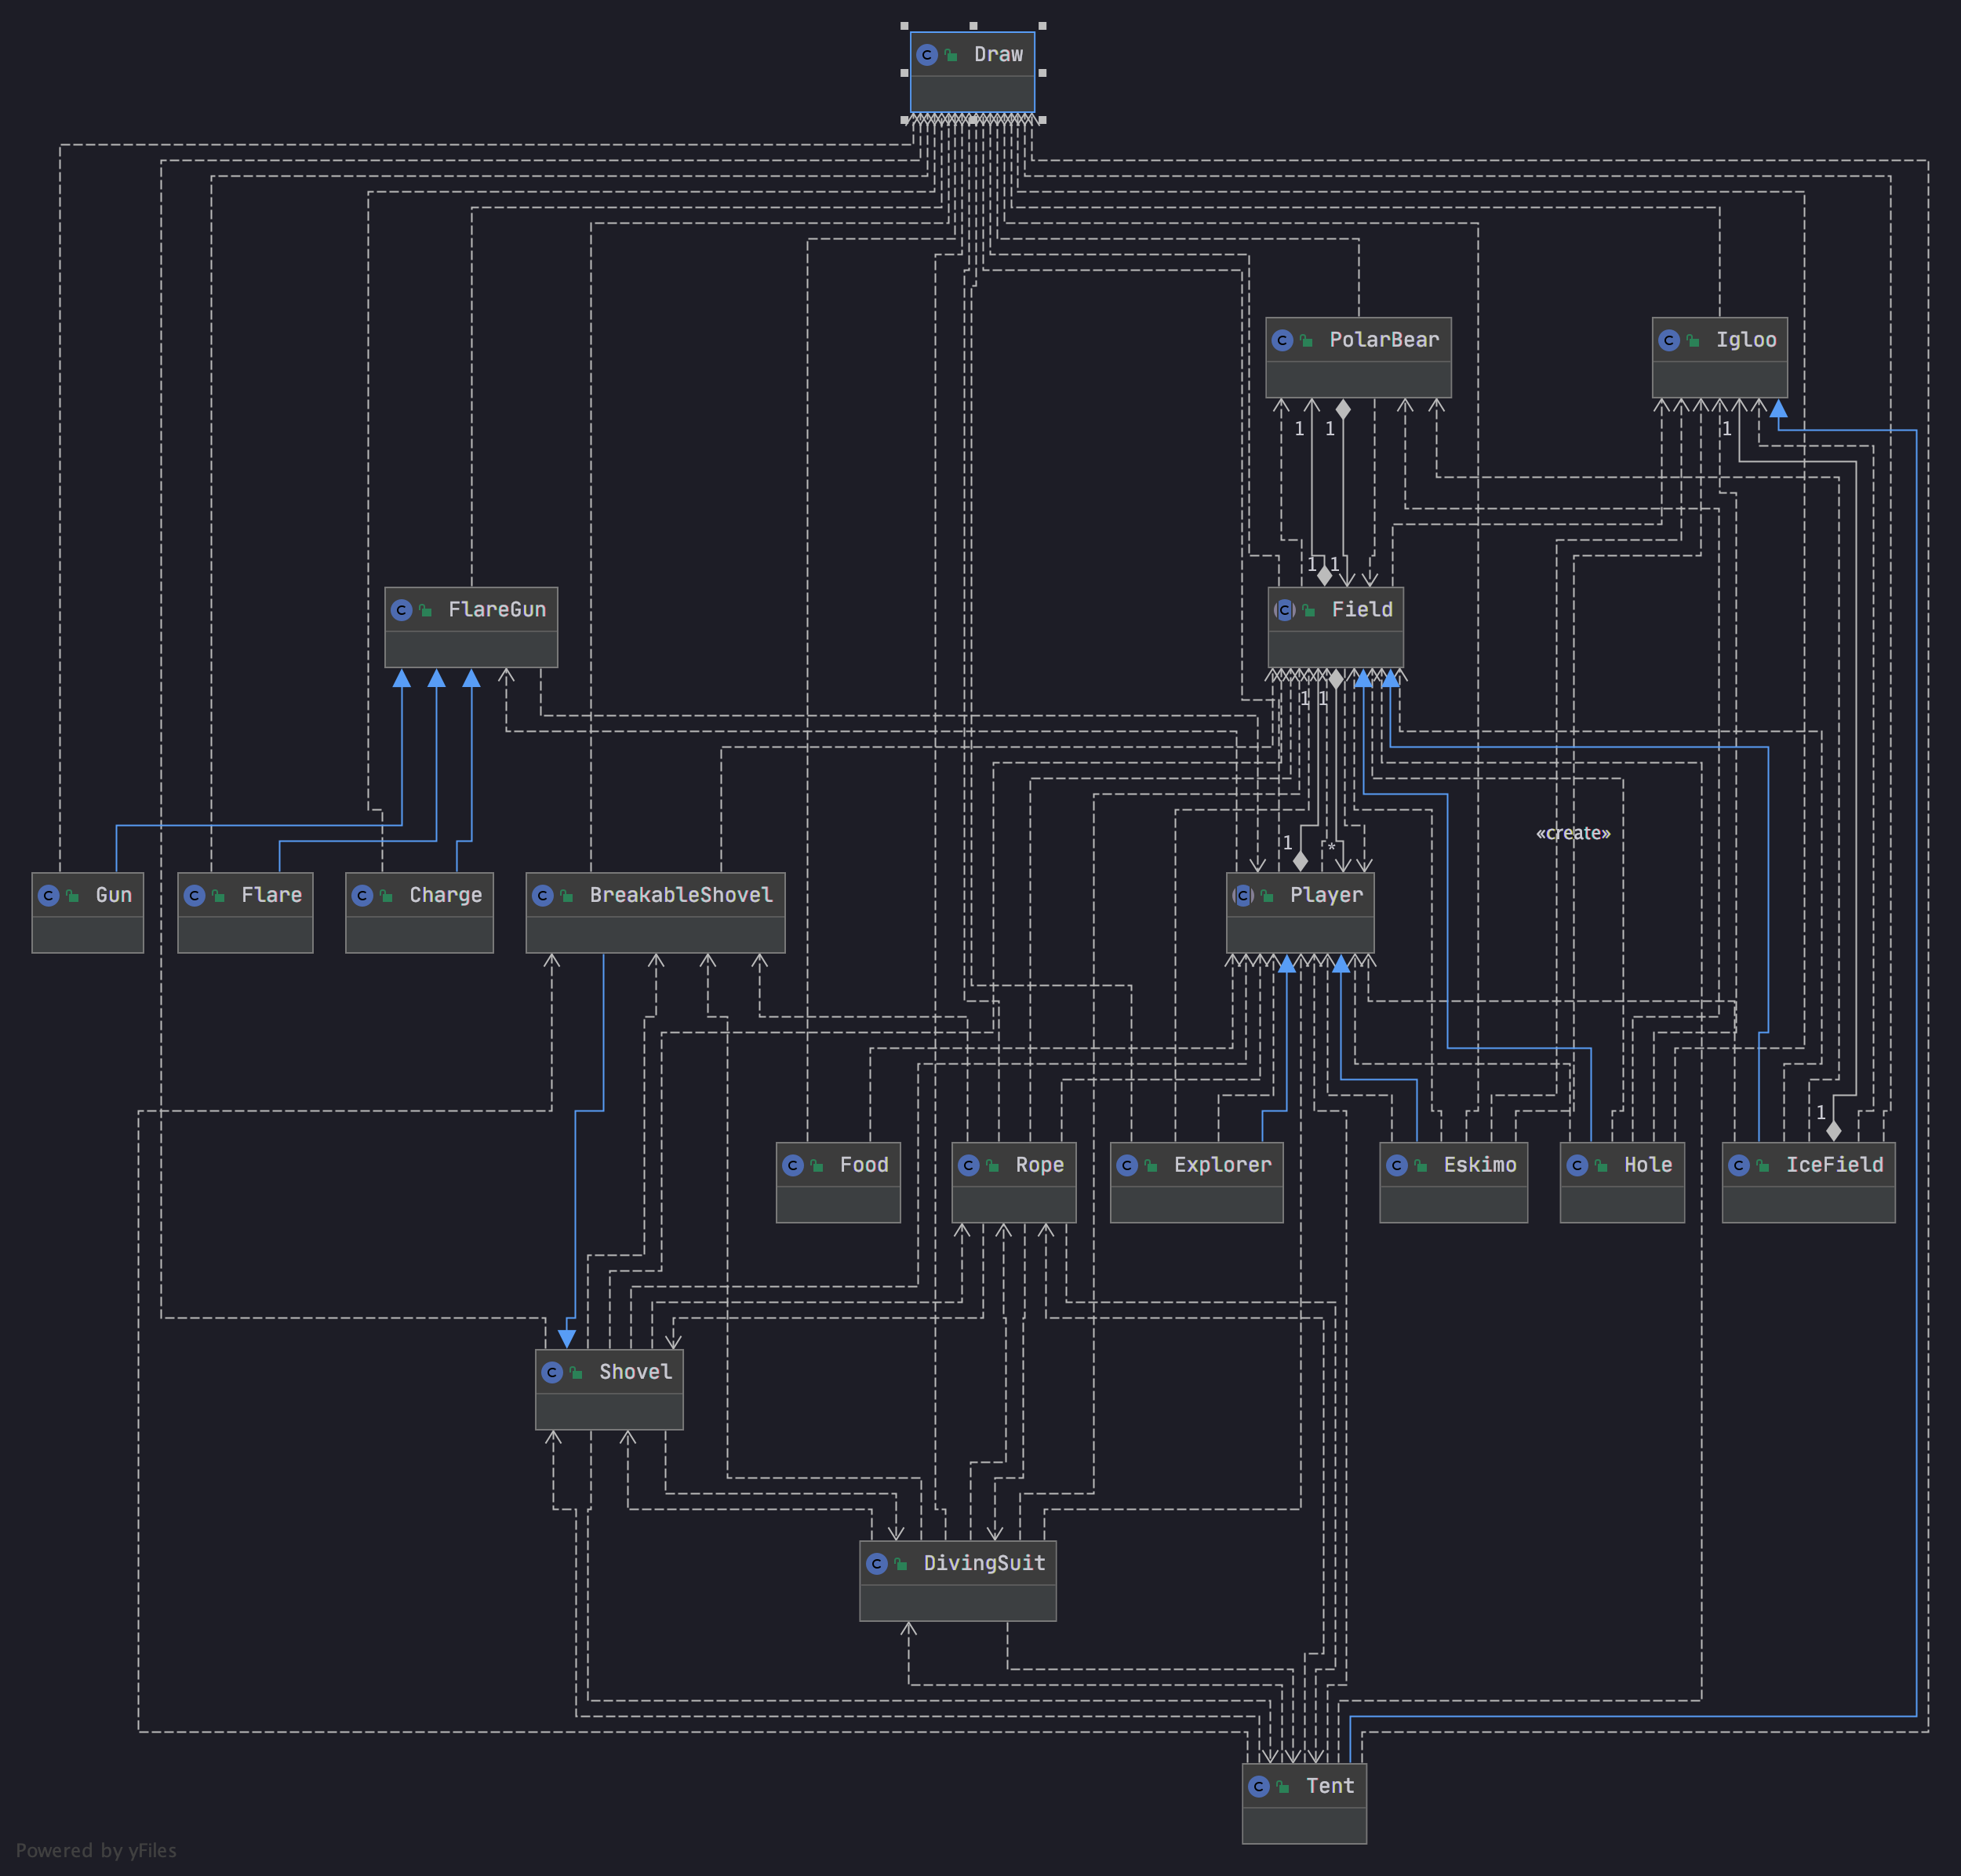 C Draw
C PolarBear
C Igloo
1
1
1
1
1
C FlareGun
C Field
1
1
«create»
1
*
C Gun
C Flare
C Charge
C BreakableShovel
C Player
1
C Food
C Rope
C Explorer
C Eskimo
C Hole
C IceField
C Shovel
C DivingSuit
C Tent
Powered by yFiles